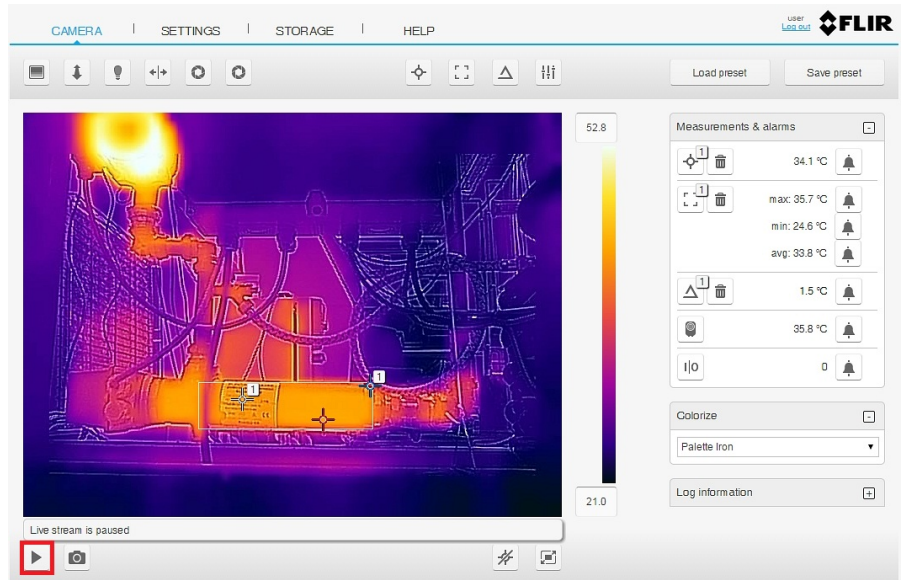 CAMERA SETTINGS STORAGE HELP
user
Log out
FLIR
Load preset Save preset
52.8
21.0
Measurements & alarms -
1 34.1 °C
1 max: 35.7 °C
min: 24.6 °C
avg: 33.8 °C
1 1.5 °C
35.8 °C
I|O 0
Colorize -
Palette Iron
Log information +
1
1
Live stream is paused